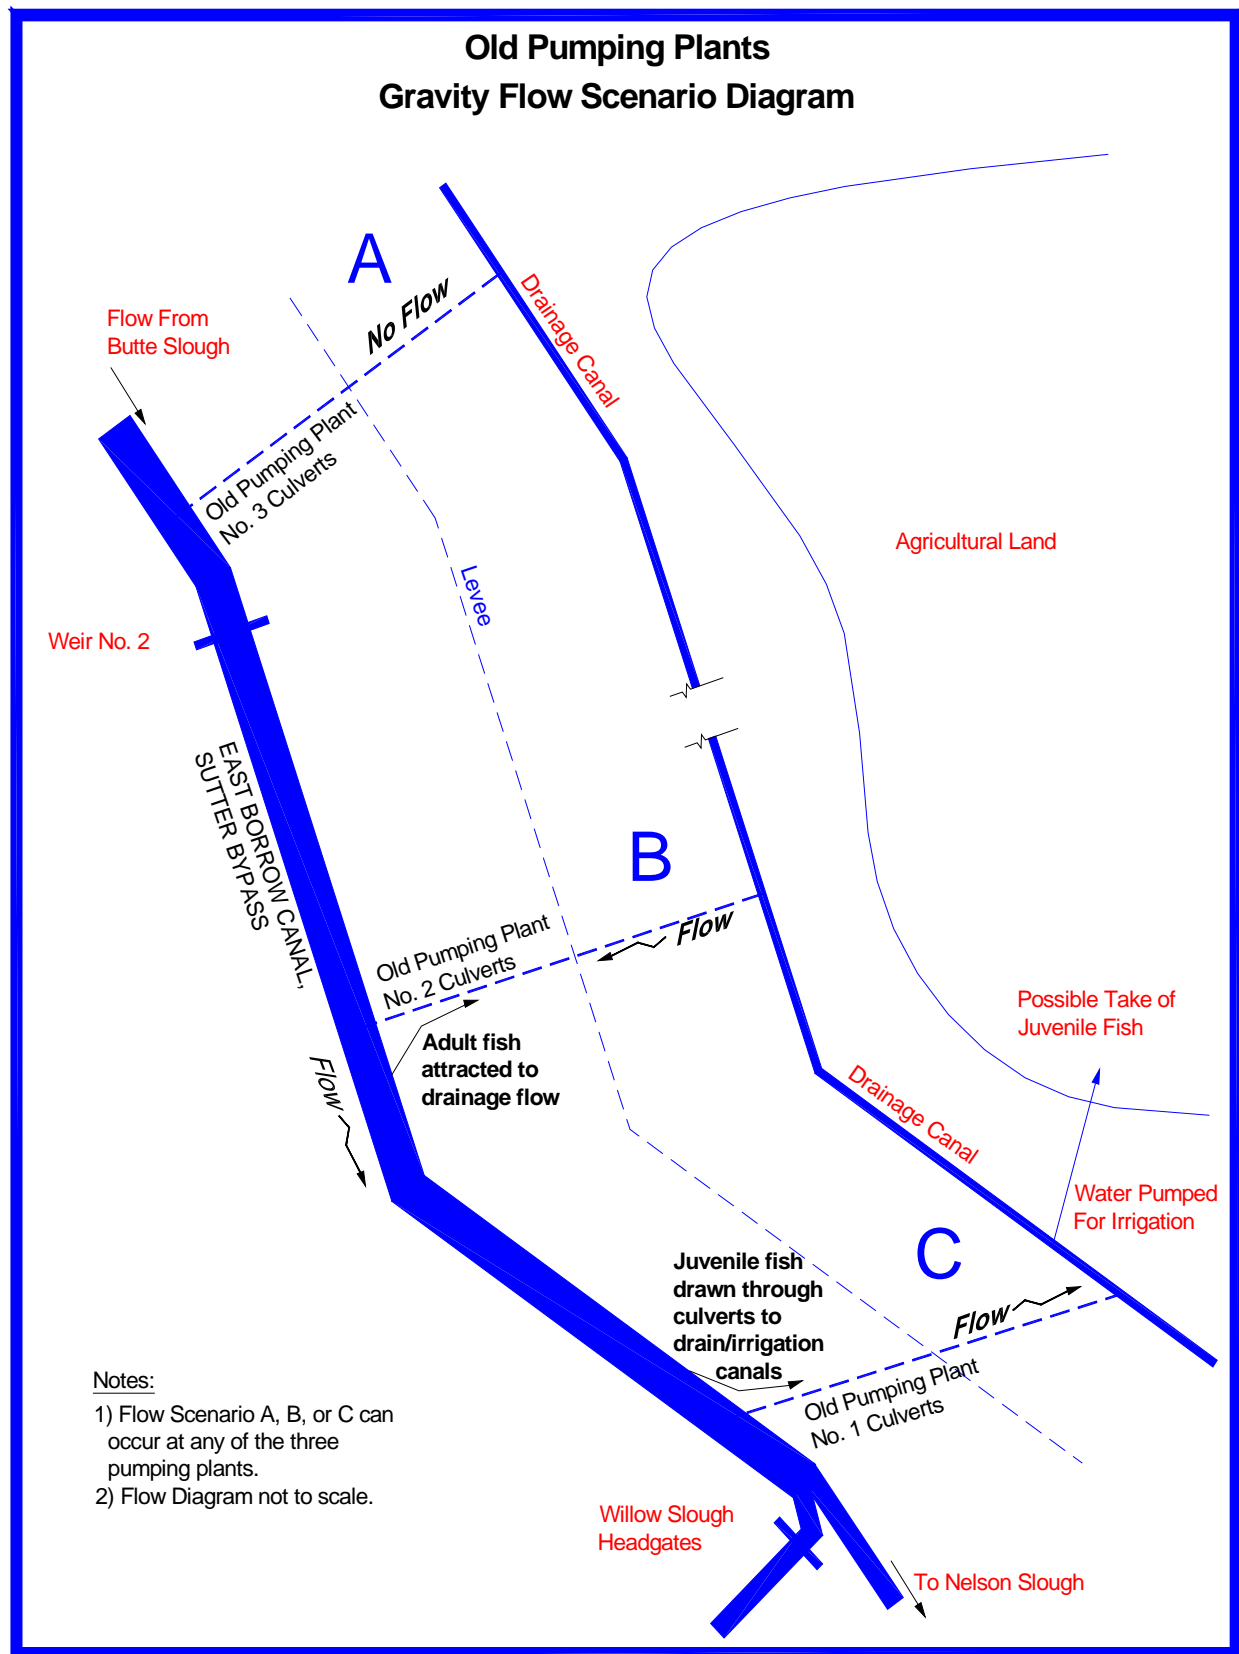 Old Pumping Plants
Gravity Flow Scenario Diagram
A
No Flow
Drainage Canal
Flow From
Butte Slough
Old Pumping Plant
No. 3 Culverts
Agricultural Land
Levee
Weir No. 2
EAST BORROW CANAL,
SUTTER BYPASS
B
Flow
Old Pumping Plant
No. 2 Culverts
Possible Take of
Juvenile Fish
Adult fish
attracted to
drainage flow
Flow
Drainage Canal
Water Pumped
For Irrigation
C
Juvenile fish
drawn through
culverts to
drain/irrigation
canals
Flow
Old Pumping Plant
No. 1 Culverts
Notes:
1) Flow Scenario A, B, or C can
occur at any of the three
pumping plants.
2) Flow Diagram not to scale.
Willow Slough
Headgates
To Nelson Slough